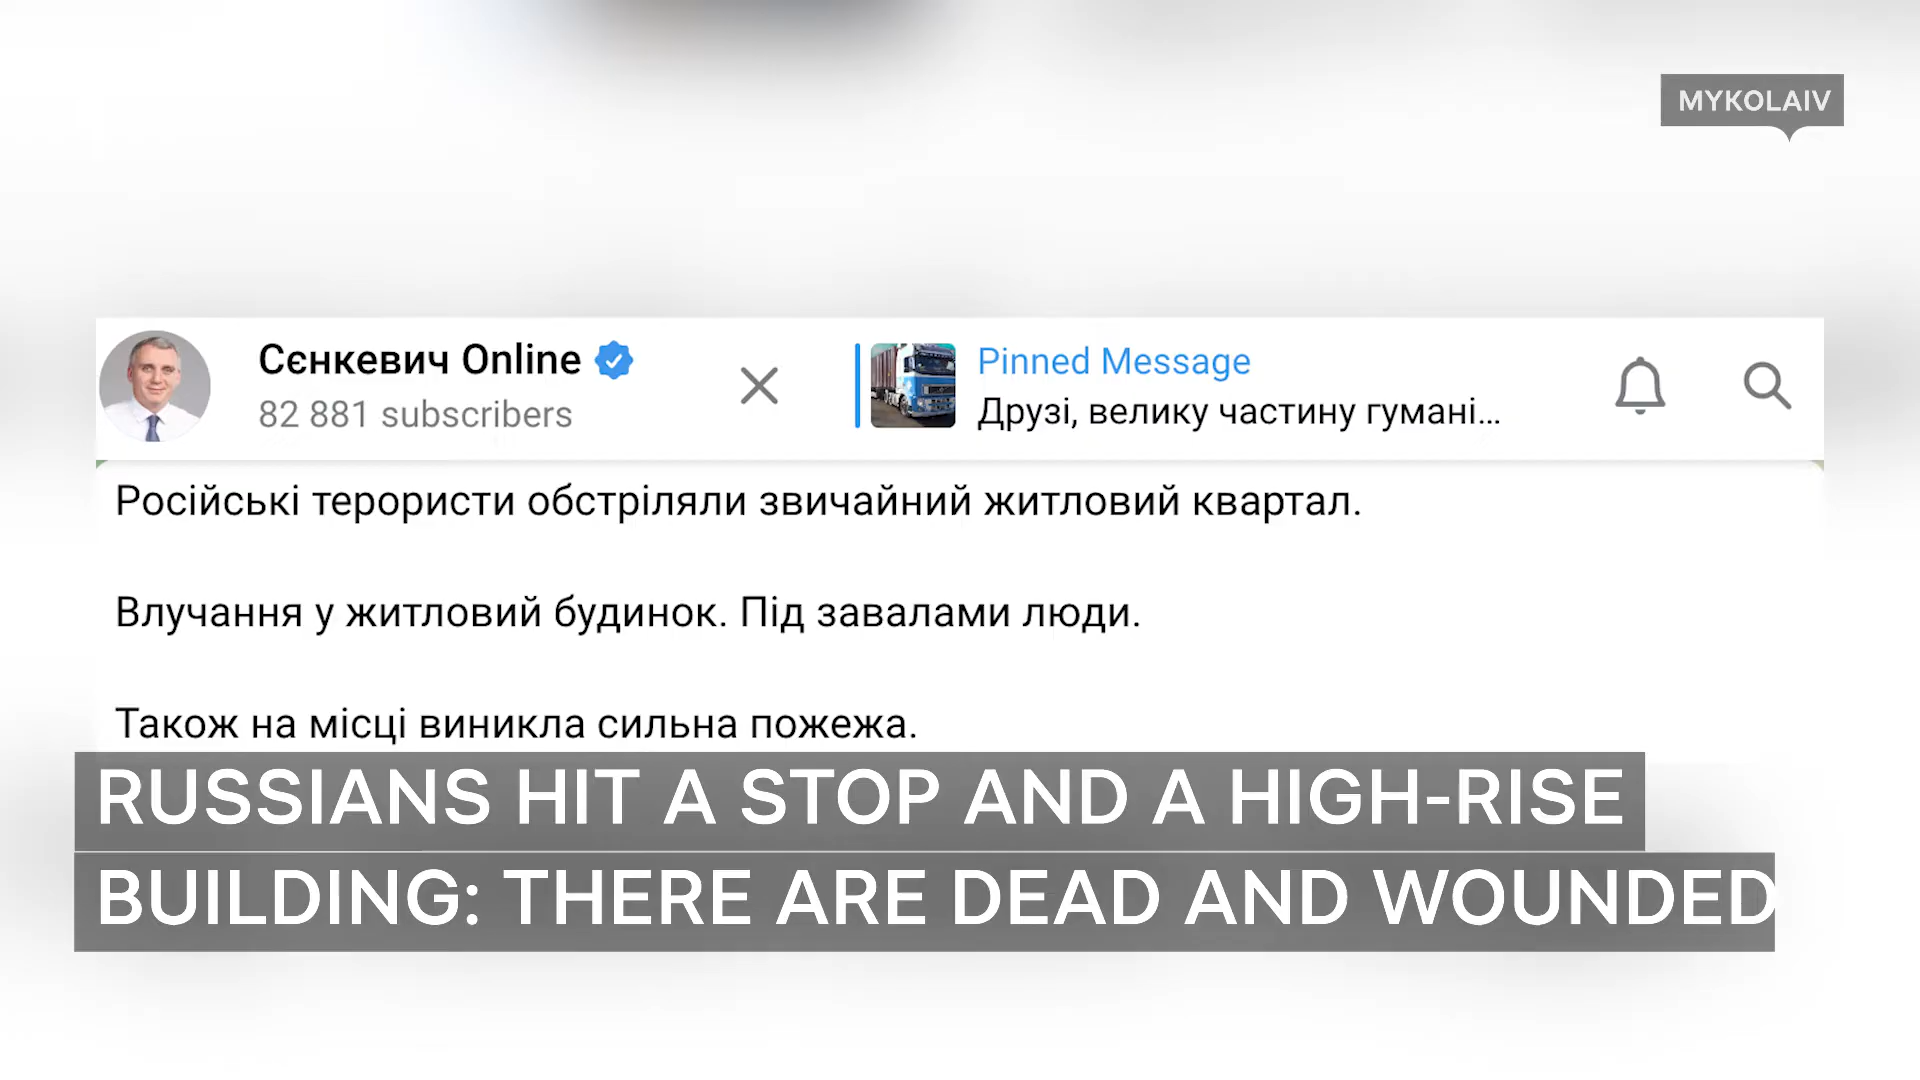 MYKOLAIV
Сєнкевич Online
82 881 subscribers
Pinned Message
Друзі, велику частину гумані...
Російські терористи обстріляли звичайний житловий квартал.
Влучання у житловий будинок. Під завалами люди.
Також на місці виникла сильна пожежа.
RUSSIANS HIT A STOP AND A HIGH-RISE
BUILDING: THERE ARE DEAD AND WOUNDED